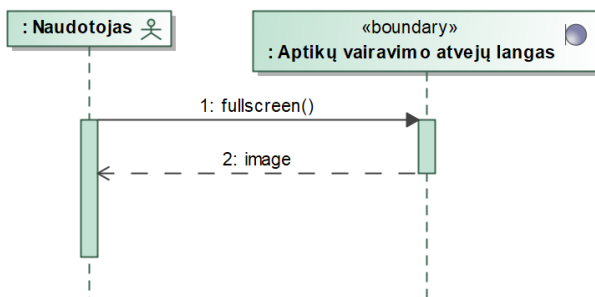 : Naudotojas
«boundary»
: Aptikų vairavimo atvejų langas
1: fullscreen()
2: image